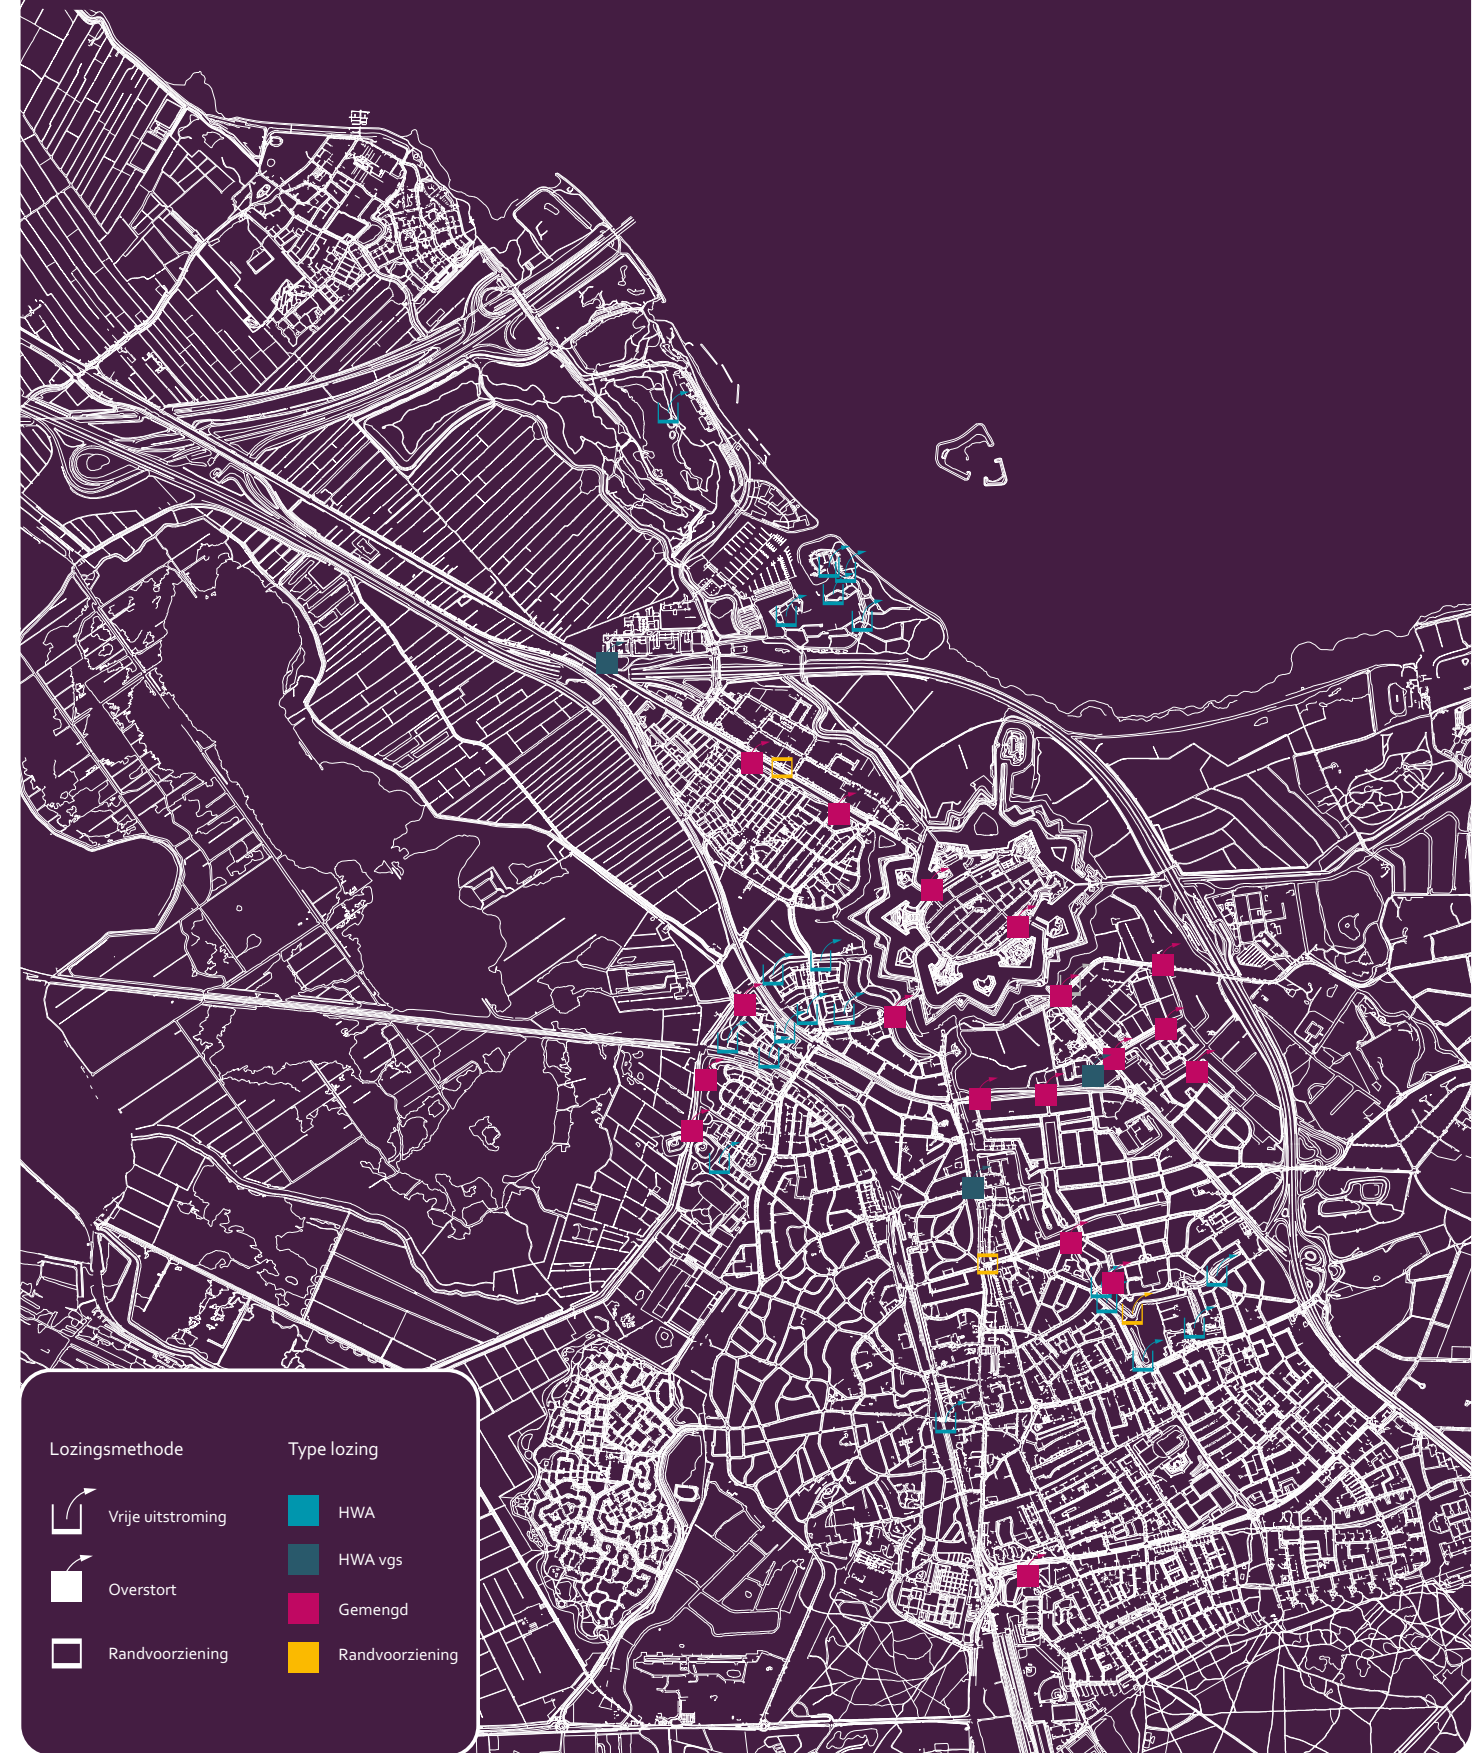 Lozingsmethode
Vrije uitstroming
Overstort
Randvoorziening
Type lozing
HWA
HWA vgs
Gemengd
Randvoorziening